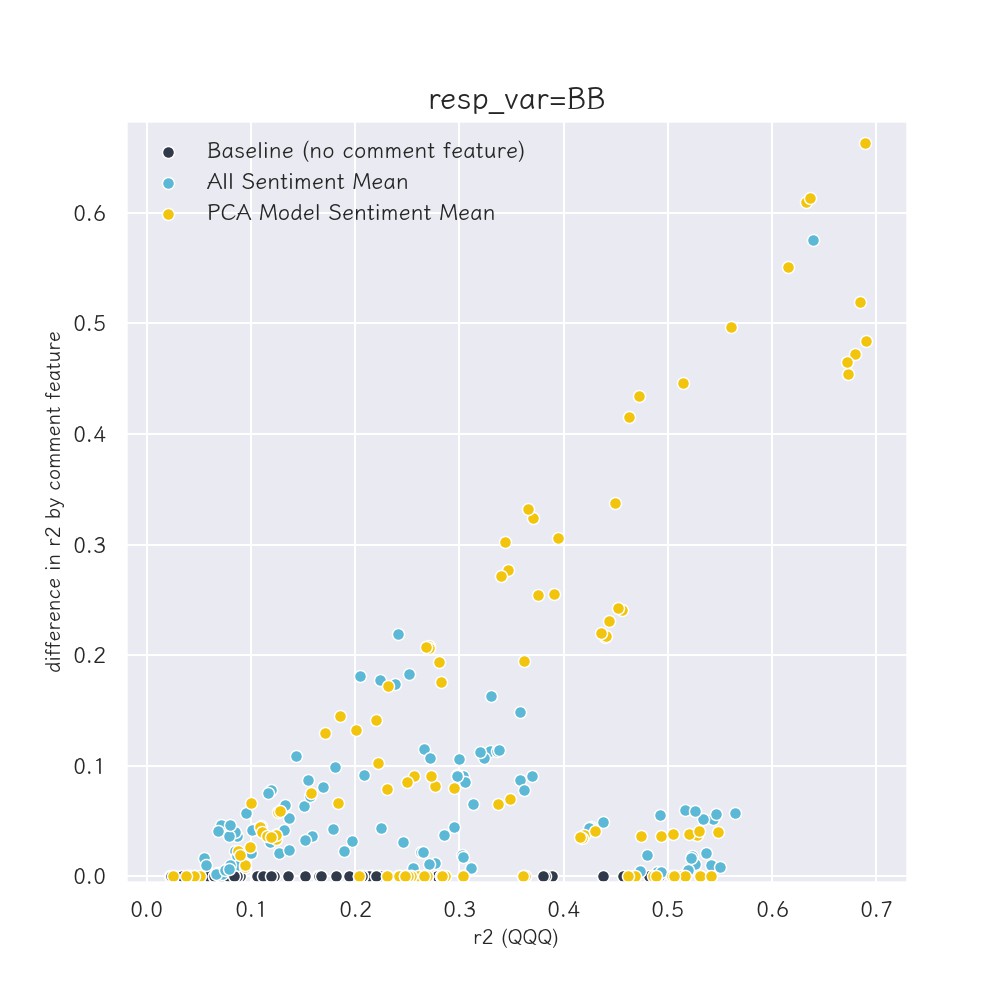 resp_var=BB
Baseline (no comment feature)
All Sentiment Mean
PCA Model Sentiment Mean
difference in r2 by comment feature
0.6
0.5
0.4
0.3
0.2
0.1
0.0
0.0 0.1 0.2 0.3 0.4 0.5 0.6 0.7
r2 (QQQ)